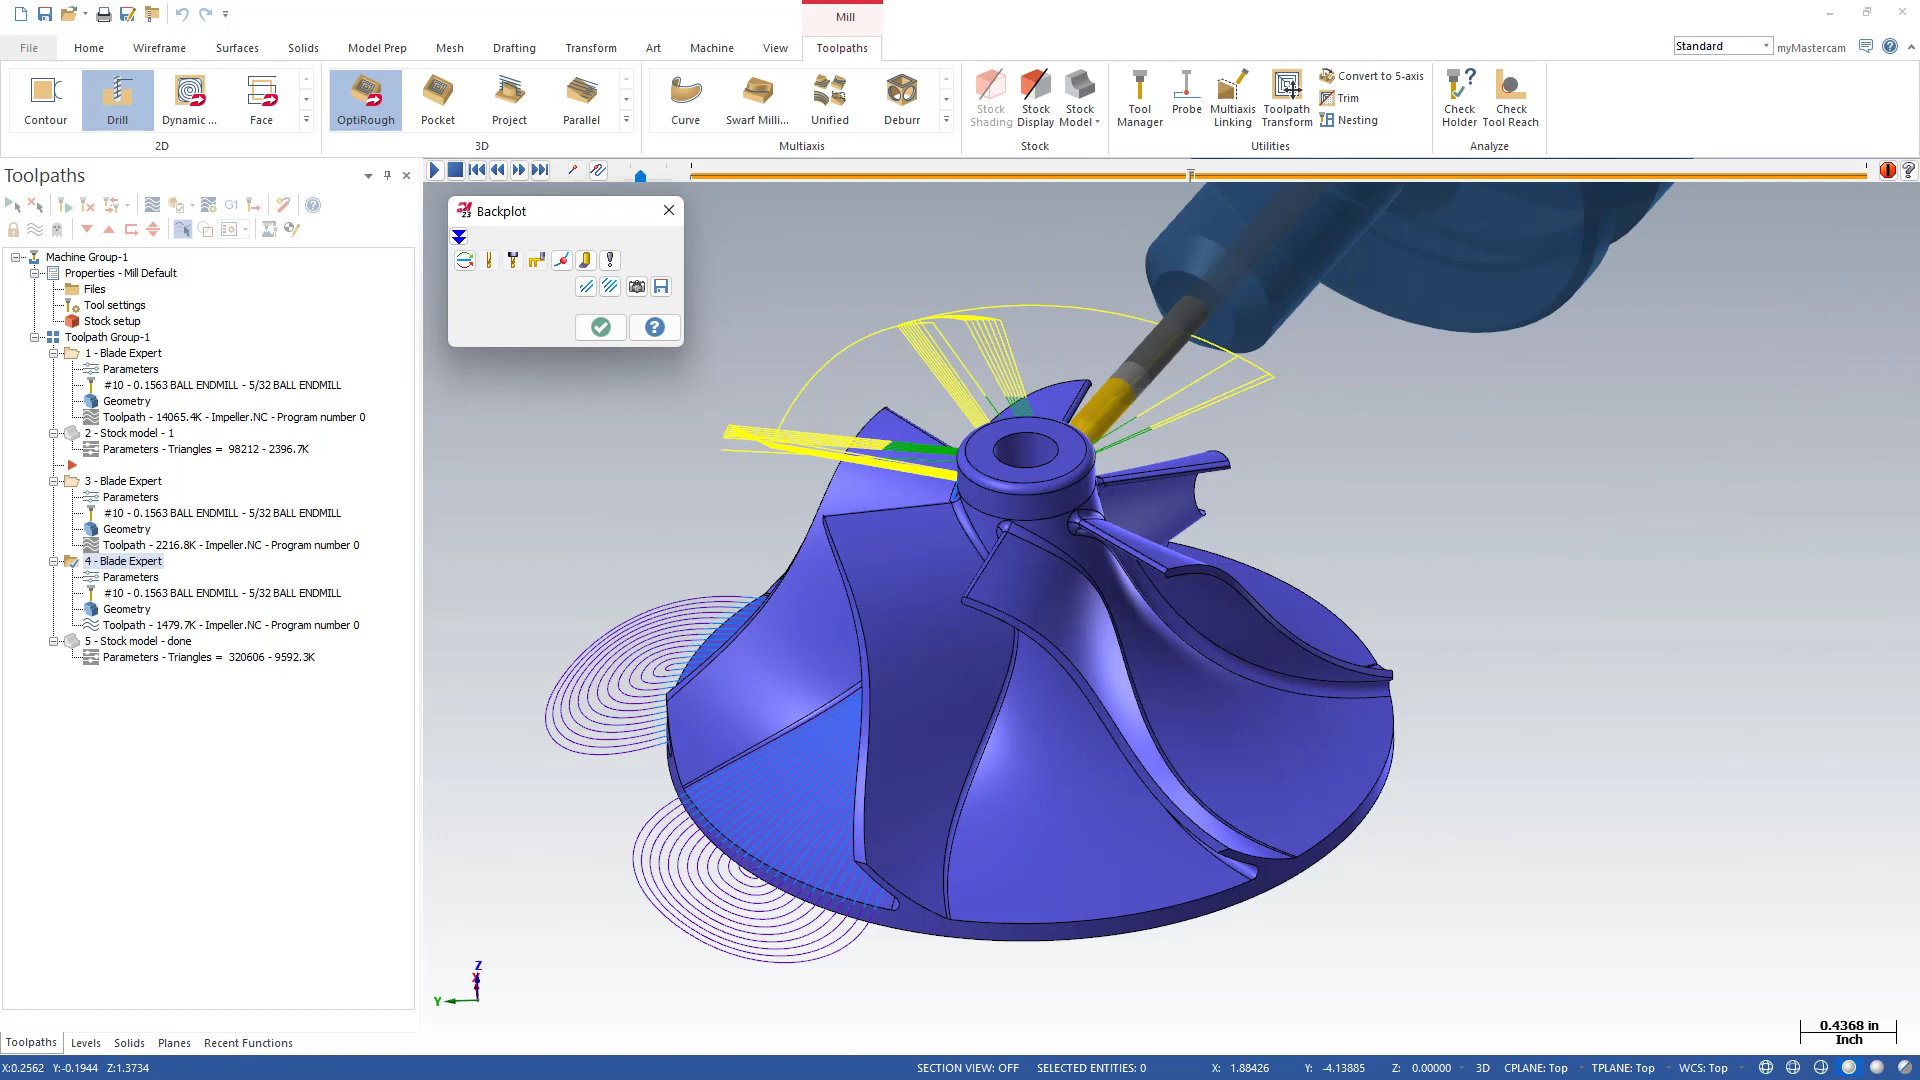 Mill
File
Home
Wireframe
Surfaces
Solids
Model Prep
Mesh
Drafting
Transform
Art
Machine
View
Toolpaths
Standard
myMastercam
Contour
Drill
Dynamic ...
Face
2D
OptiRough
Pocket
Project
Parallel
3D
Curve
Swarf Milli...
Unified
Deburr
Multiaxis
Stock
Shading
Stock
Display
Stock
Model
Stock
Tool
Manager
Probe
Multiaxis
Linking
Toolpath
Transform
Convert to 5-axis
Trim
Nesting
Utilities
Check
Holder
Check
Tool Reach
Analyze
Toolpaths
G1
Machine Group-1
Properties - Mill Default
Files
Tool settings
Stock setup
Toolpath Group-1
1 - Blade Expert
Parameters
#10 - 0.1563 BALL ENDMILL - 5/32 BALL ENDMILL
Geometry
Toolpath - 14065.4K - Impeller.NC - Program number 0
2 - Stock model - 1
Parameters - Triangles = 98212 - 2396.7K
3 - Blade Expert
Parameters
#10 - 0.1563 BALL ENDMILL - 5/32 BALL ENDMILL
Geometry
Toolpath - 2216.8K - Impeller.NC - Program number 0
4 - Blade Expert
Parameters
#10 - 0.1563 BALL ENDMILL - 5/32 BALL ENDMILL
Geometry
Toolpath - 1479.7K - Impeller.NC - Program number 0
5 - Stock model - done
Parameters - Triangles = 320606 - 9592.3K
23
Backplot
Z
X
Y
0.4368 in
Inch
Toolpaths
Levels
Solids
Planes
Recent Functions
X:0.2562 Y:-0.1944 Z:1.3734
SECTION VIEW: OFF
SELECTED ENTITIES: 0
X: 1.88426
Y: -4.13885
Z: 0.00000
3D
CPLANE: Top
TPLANE: Top
WCS: Top